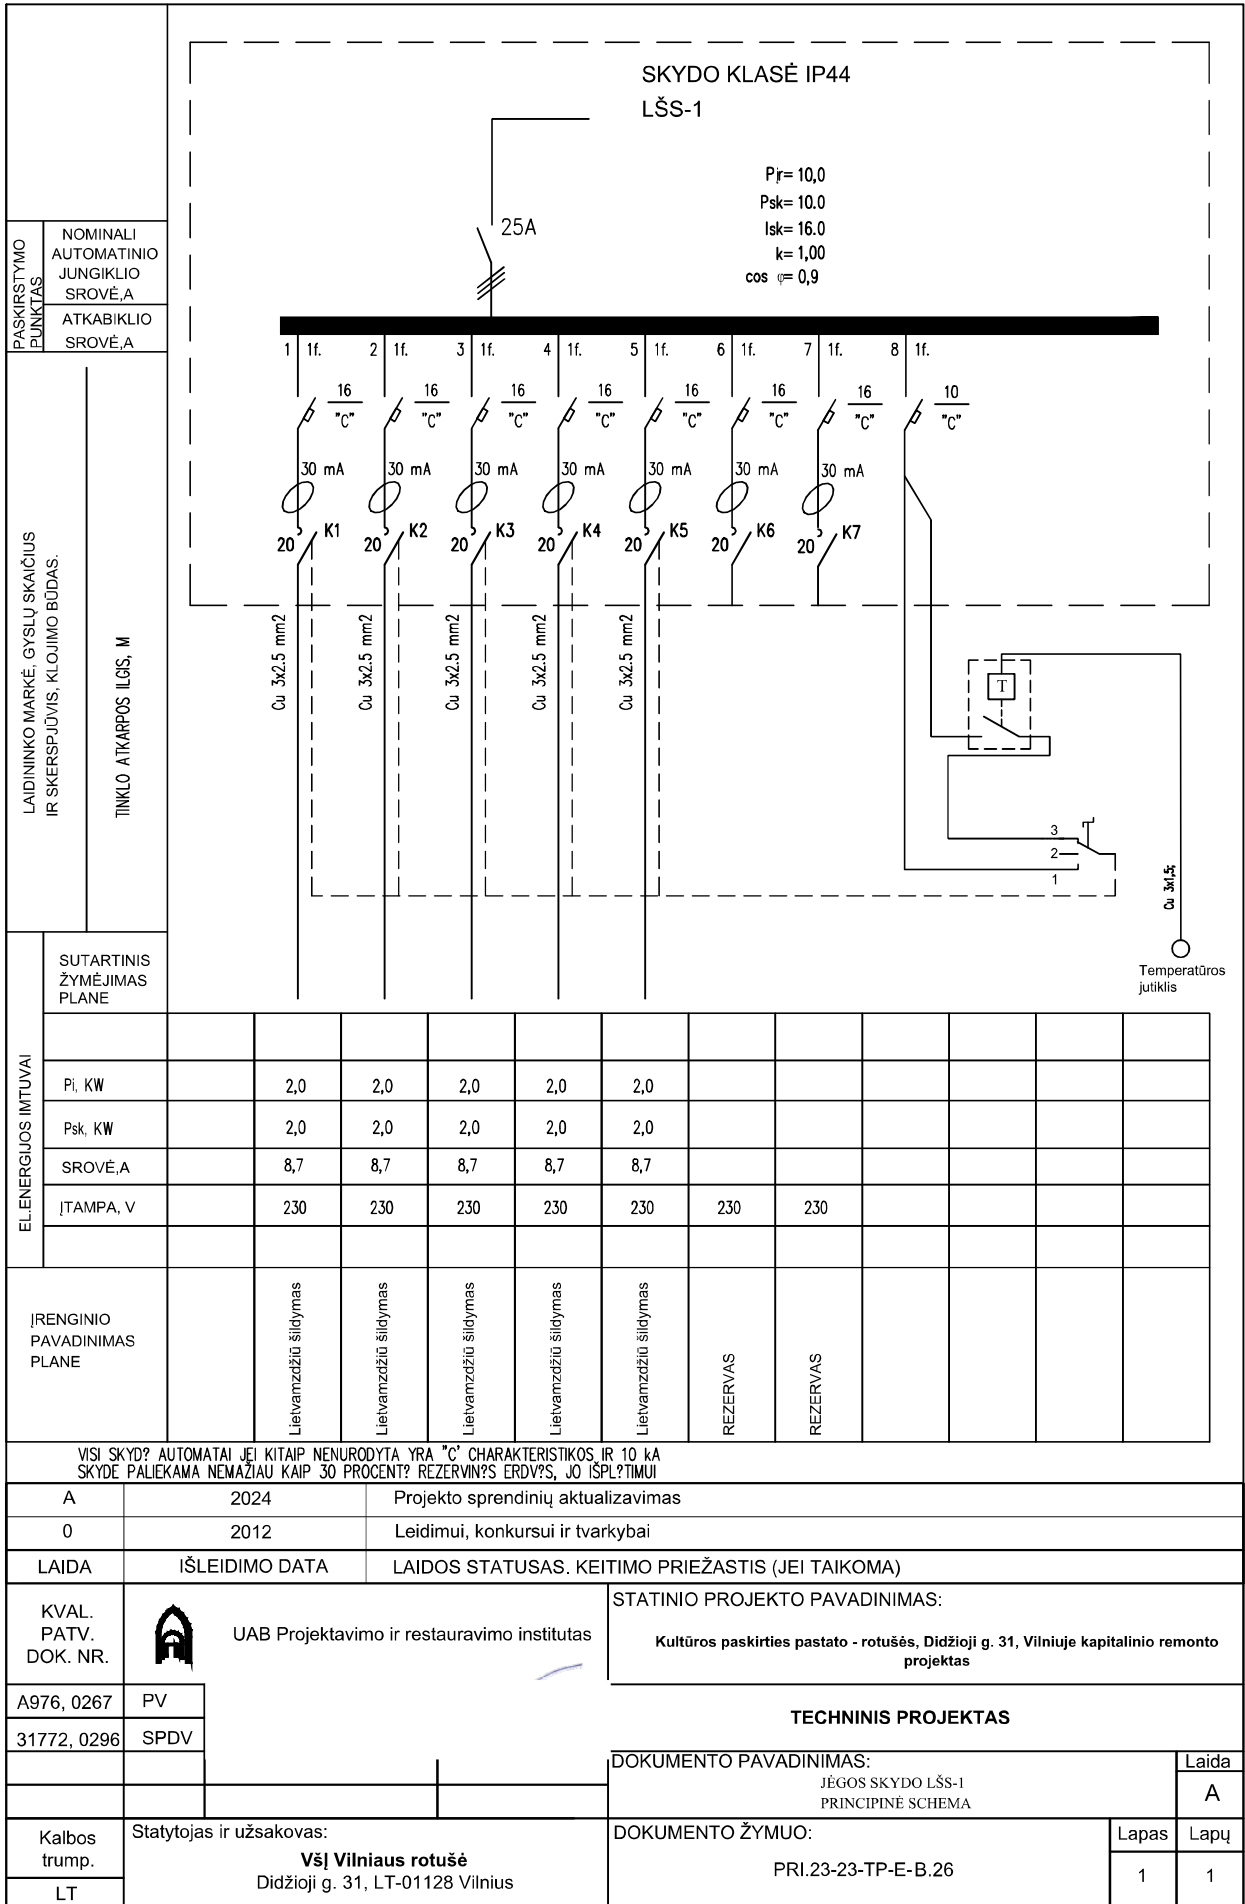 SKYDO KLASĖ IP44
LŠS-1
Pįr= 10,0
Psk= 10.0
Isk= 16.0
k= 1,00
cos φ= 0,9
25A
PASKIRSTYMO
PUNKTAS
NOMINALI
AUTOMATINIO
JUNGIKLIO
SROVĖ,A
ATKABIKLIO
SROVĖ,A
1 1f. 2 1f. 3 1f. 4 1f. 5 1f. 6 1f. 7 1f. 8 1f.
16 16 16 16 16 16 16 10
"C" "C" "C" "C" "C" "C" "C" "C"
30 mA 30 mA 30 mA 30 mA 30 mA 30 mA 30 mA
20 K1 20 K2 20 K3 20 K4 20 K5 20 K6 20 K7
LAIDININKO MARKĖ, GYSLŲ SKAIČIUS
IR SKERSPJŪVIS, KLOJIMO BŪDAS.
TINKLO ATKARPOS ILGIS, M
Cu 3x2.5 mm2
Cu 3x2.5 mm2
Cu 3x2.5 mm2
Cu 3x2.5 mm2
Cu 3x2.5 mm2
T
3
2
1
Cu 3x1,5;
Temperatūros
jutiklis
EL.ENERGIJOS IMTUVAI
SUTARTINIS
ŽYMĖJIMAS
PLANE
Pi, KW 2,0 2,0 2,0 2,0 2,0
Psk, KW 2,0 2,0 2,0 2,0 2,0
SROVĖ,A 8,7 8,7 8,7 8,7 8,7
ĮTAMPA, V 230 230 230 230 230 230 230
ĮRENGINIO
PAVADINIMAS
PLANE
Lietvamzdžiū šildymas
Lietvamzdžiū šildymas
Lietvamzdžiū šildymas
Lietvamzdžiū šildymas
Lietvamzdžiū šildymas
REZERVAS
REZERVAS
VISI SKYD? AUTOMATAI JEI KITAIP NENURODYTA YRA "C' CHARAKTERISTIKOS IR 10 kA
SKYDE PALIEKAMA NEMAŽIAU KAIP 30 PROCENT? REZERVIN?S ERDV?S, JO IŠPL?TIMUI
A 2024 Projekto sprendinių aktualizavimas
0 2012 Leidimui, konkursui ir tvarkybai
LAIDA IŠLEIDIMO DATA LAIDOS STATUSAS. KEITIMO PRIEŽASTIS (JEI TAIKOMA)
KVAL.
PATV.
DOK. NR.
UAB Projektavimo ir restauravimo institutas
STATINIO PROJEKTO PAVADINIMAS:
Kultūros paskirties pastato - rotušės, Didžioji g. 31, Vilniuje kapitalinio remonto
projektas
A976, 0267 PV
31772, 0296 SPDV
TECHNINIS PROJEKTAS
DOKUMENTO PAVADINIMAS:
JĖGOS SKYDO LŠS-1
PRINCIPINĖ SCHEMA
Laida
A
Kalbos
trump.
LT
Statytojas ir užsakovas:
VšĮ Vilniaus rotušė
Didžioji g. 31, LT-01128 Vilnius
DOKUMENTO ŽYMUO:
PRI.23-23-TP-E-B.26
Lapas Lapų
1 1